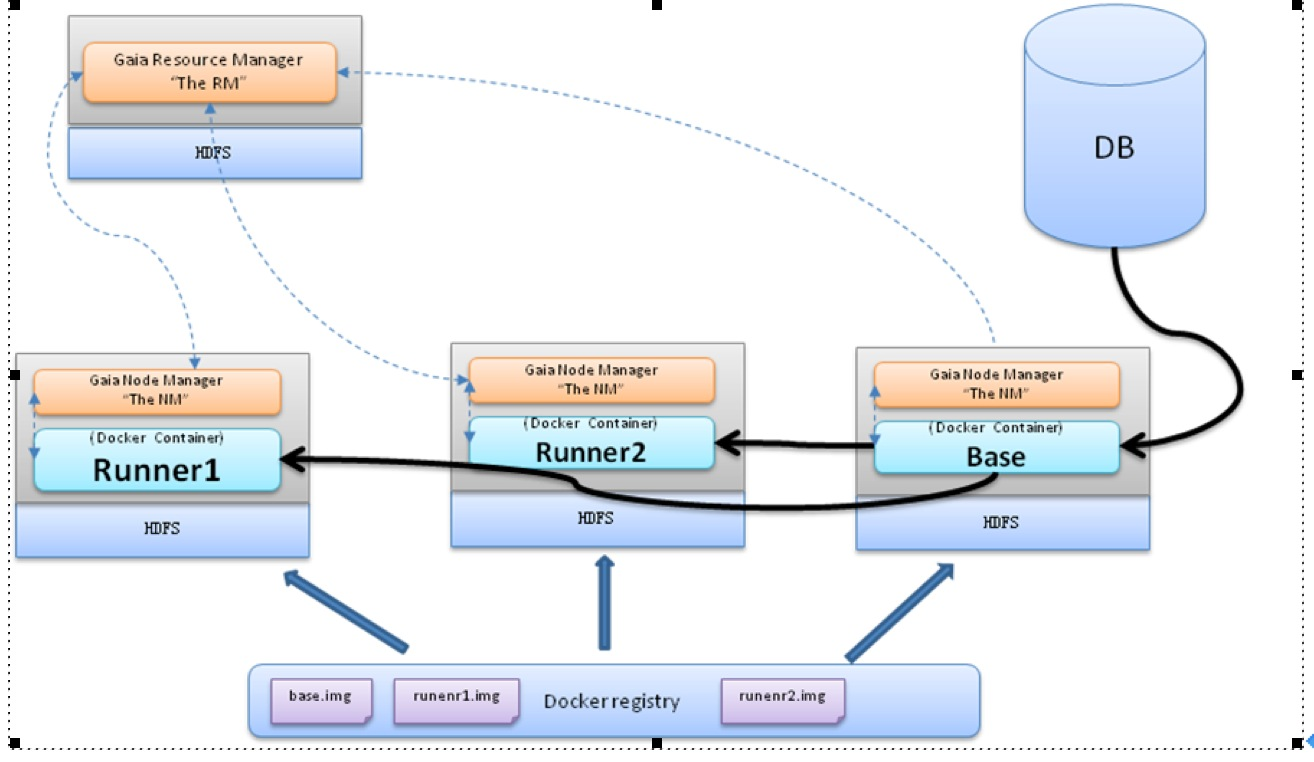 Gaia Resource Manager
“The RM”
HDFS
DB
Gaia Node Manager
“The NM”
(Docker Container)
Runner1
HDFS
Gaia Node Manager
“The NM”
(Docker Container)
Runner2
HDFS
Gaia Node Manager
“The NM”
(Docker Container)
Base
HDFS
base.img
runenr1.img
Docker registry
runenr2.img